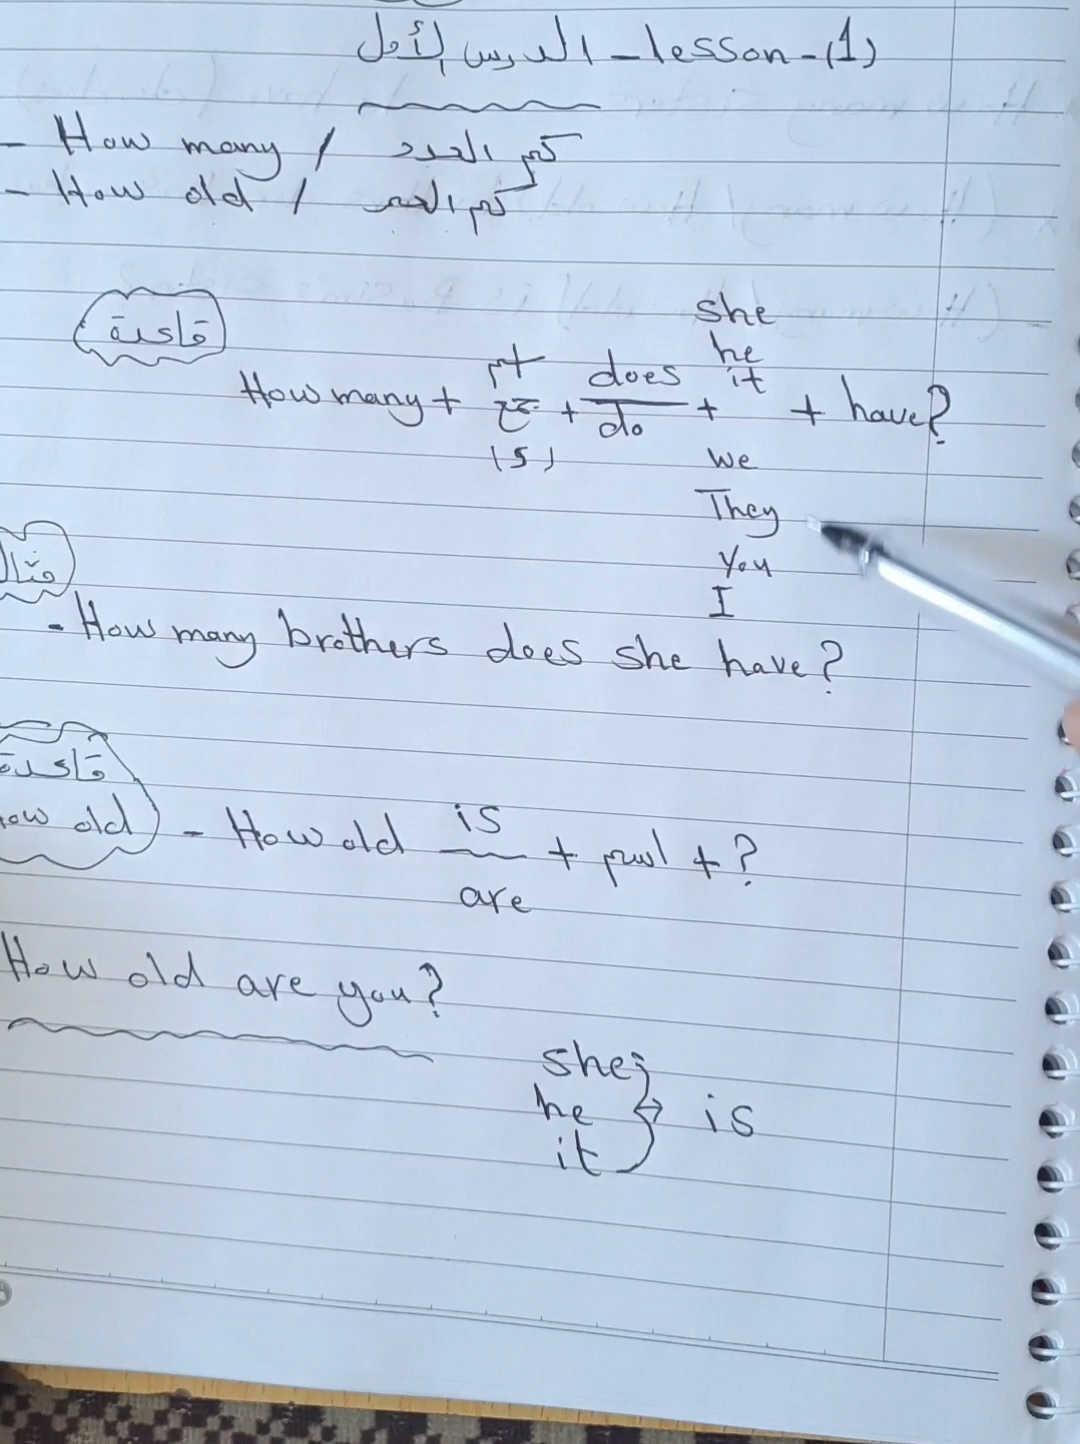 الدرس الأول - lesson - (1)
- How many / كم العدد
- How old / كم العمر
قاعدة
she
he
it
How many + اسم جمع (s) + does / do + + have?
we
They
You
I
مثال
- How many brothers does she have?
قاعدة
how old - How old is / are + اسم + ?
How old are you?
she
he is
it